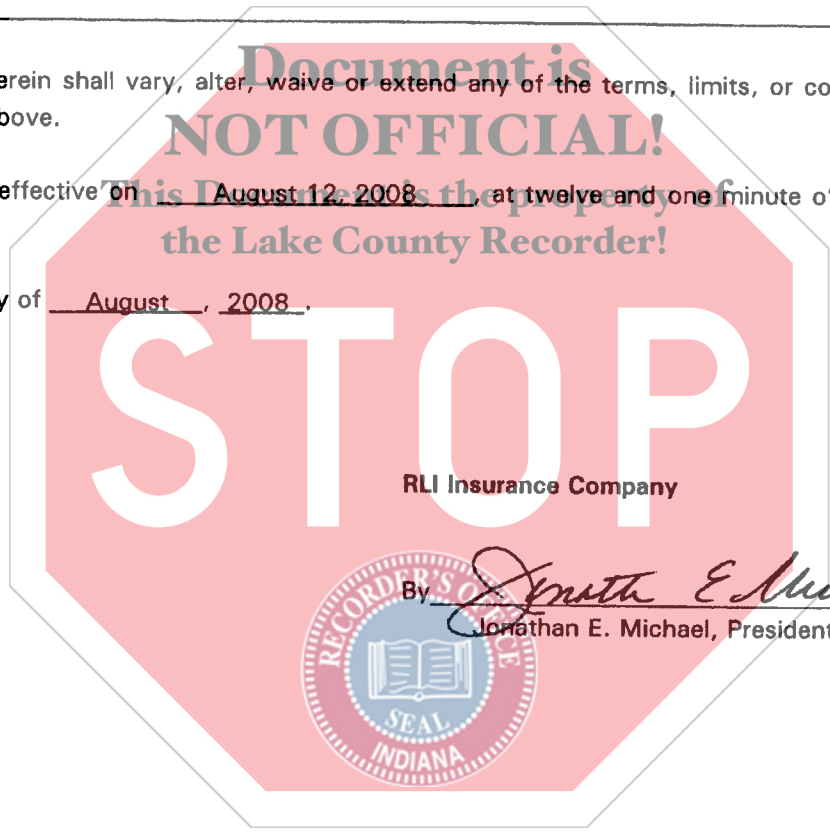 Document is
erein shall vary, alter, waive or extend any of the terms, limits, or co
bove.
NOT OFFICIAL!
effective on August 12, 2008, at twelve and one minute o'
This Document is the property of
the Lake County Recorder!
y of August, 2008.
STOP
RLI Insurance Company
By Jonathan E. Mi
Jonathan E. Michael, President
RECORDER'S OFFICE
SEAL
INDIANA